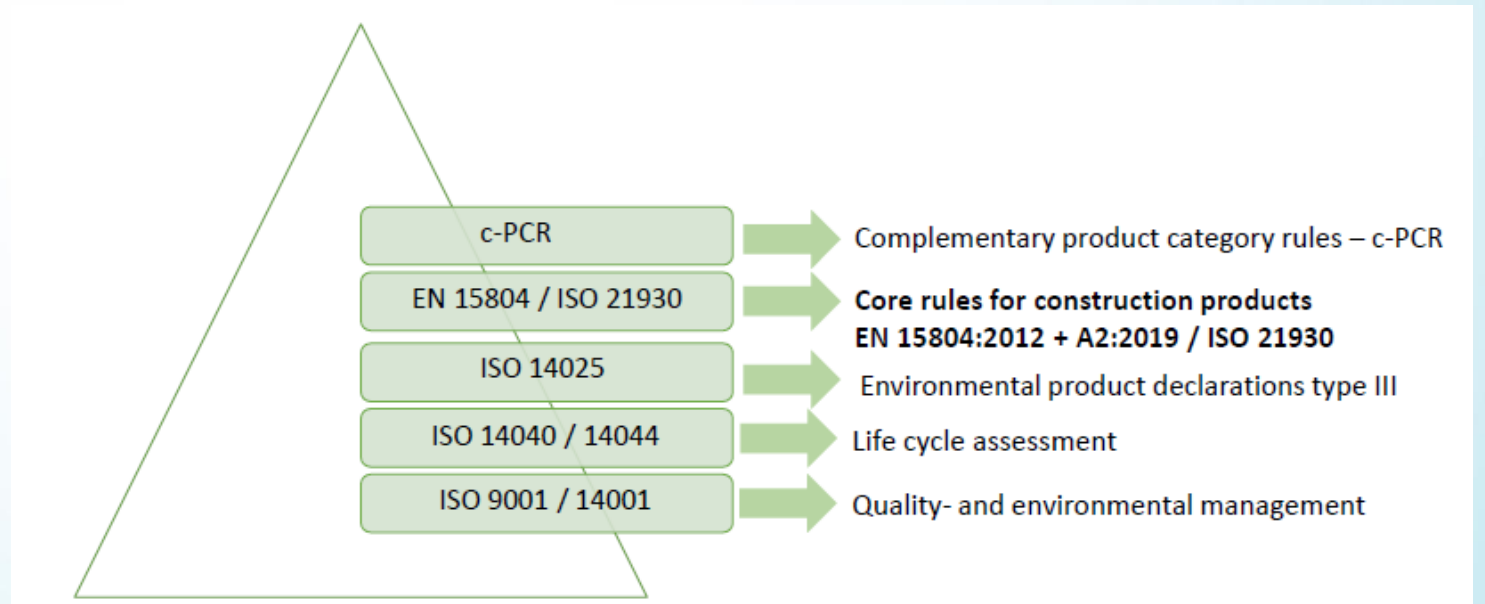 c-PCR
Complementary product category rules – c-PCR
EN 15804 / ISO 21930
Core rules for construction products
EN 15804:2012 + A2:2019 / ISO 21930
ISO 14025
Environmental product declarations type III
ISO 14040 / 14044
Life cycle assessment
ISO 9001 / 14001
Quality- and environmental management